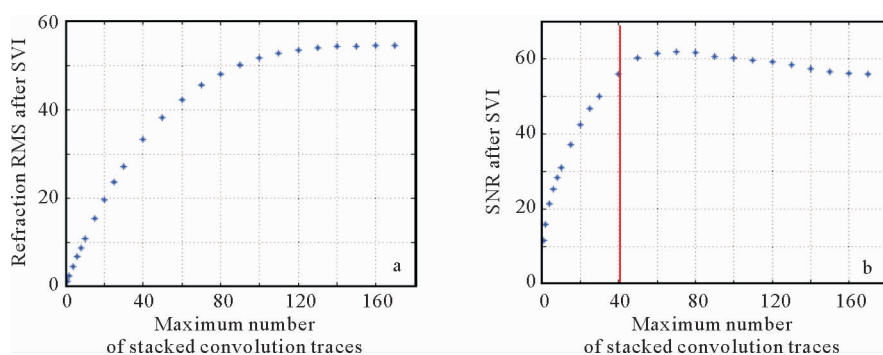 60
40
20
0
Refraction RMS after SVI
0
40
80
120
160
Maximum number
of stacked convolution traces
a
60
40
20
0
SNR after SVI
0
40
80
120
160
Maximum number
of stacked convolution traces
b